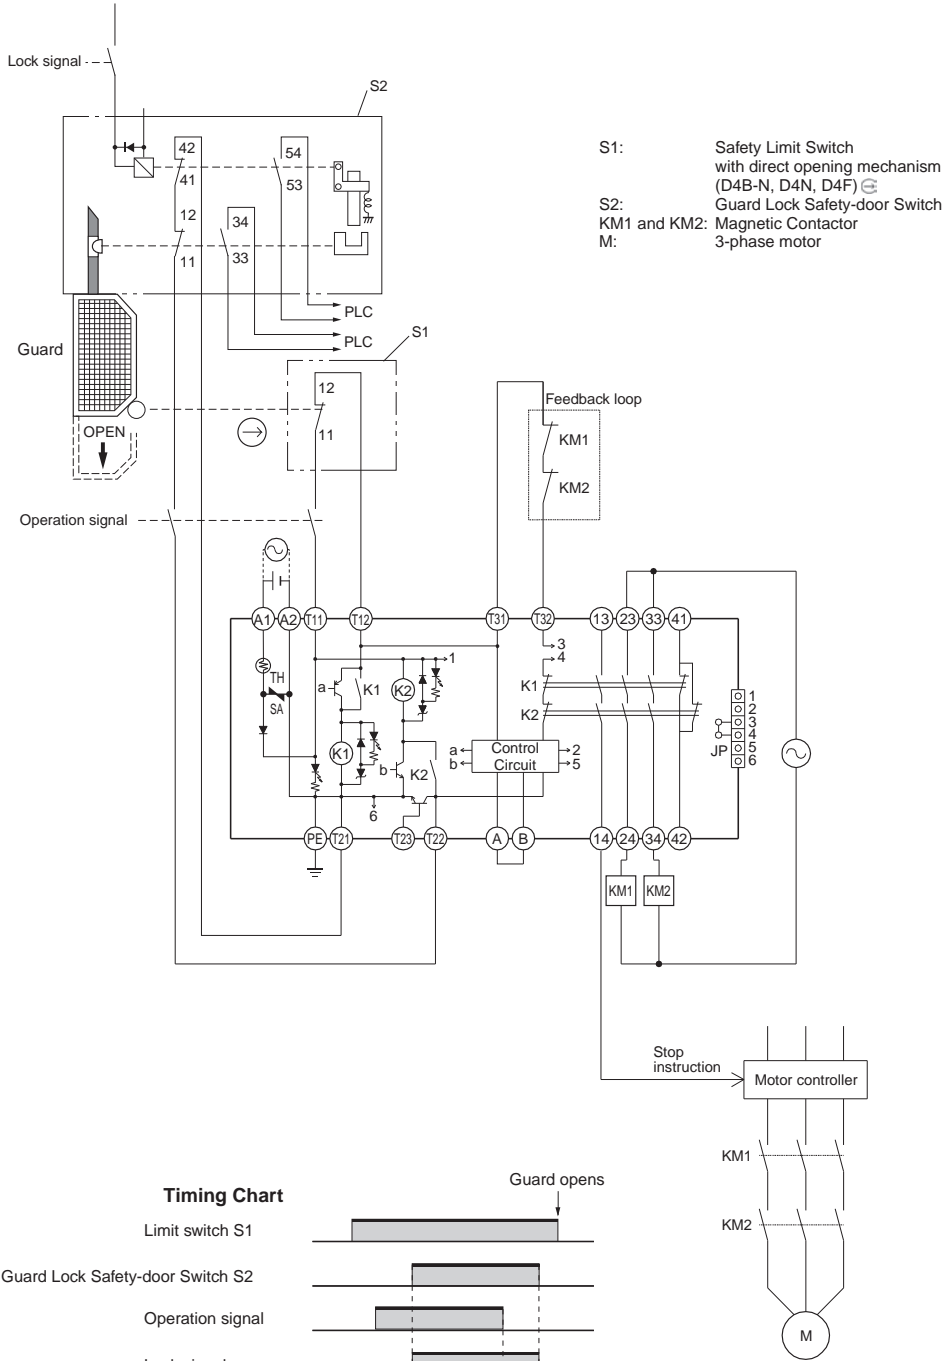 Lock signal
S2
42
54
41
53
12
34
11
33
PLC
PLC
S1:
Safety Limit Switch
with direct opening mechanism
(D4B-N, D4N, D4F)
S2:
Guard Lock Safety-door Switch
KM1 and KM2: Magnetic Contactor
M:
3-phase motor
Guard
S1
12
11
OPEN
Feedback loop
KM1
KM2
Operation signal
A1
A2
T11
T12
T31
T32
13
23
33
41
TH
SA
a
K1
K2
1
3
4
K1
K2
K1
b
K2
6
a
b
Control
Circuit
2
5
JP
1
2
3
4
5
6
PE
T21
T23
T22
A
B
14
24
34
42
KM1
KM2
Stop
instruction
Motor controller
KM1
KM2
M
Timing Chart
Guard opens
Limit switch S1
Guard Lock Safety-door Switch S2
Operation signal